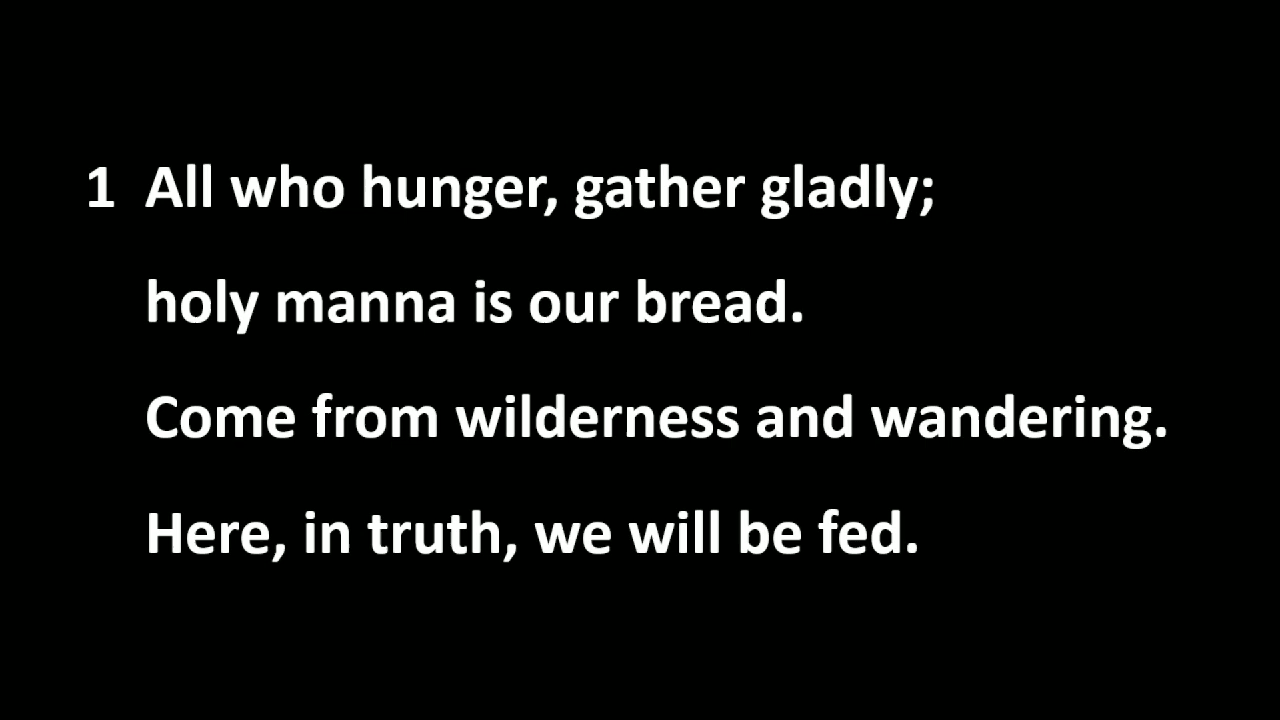 1 All who hunger, gather gladly;
holy manna is our bread.
Come from wilderness and wandering.
Here, in truth, we will be fed.